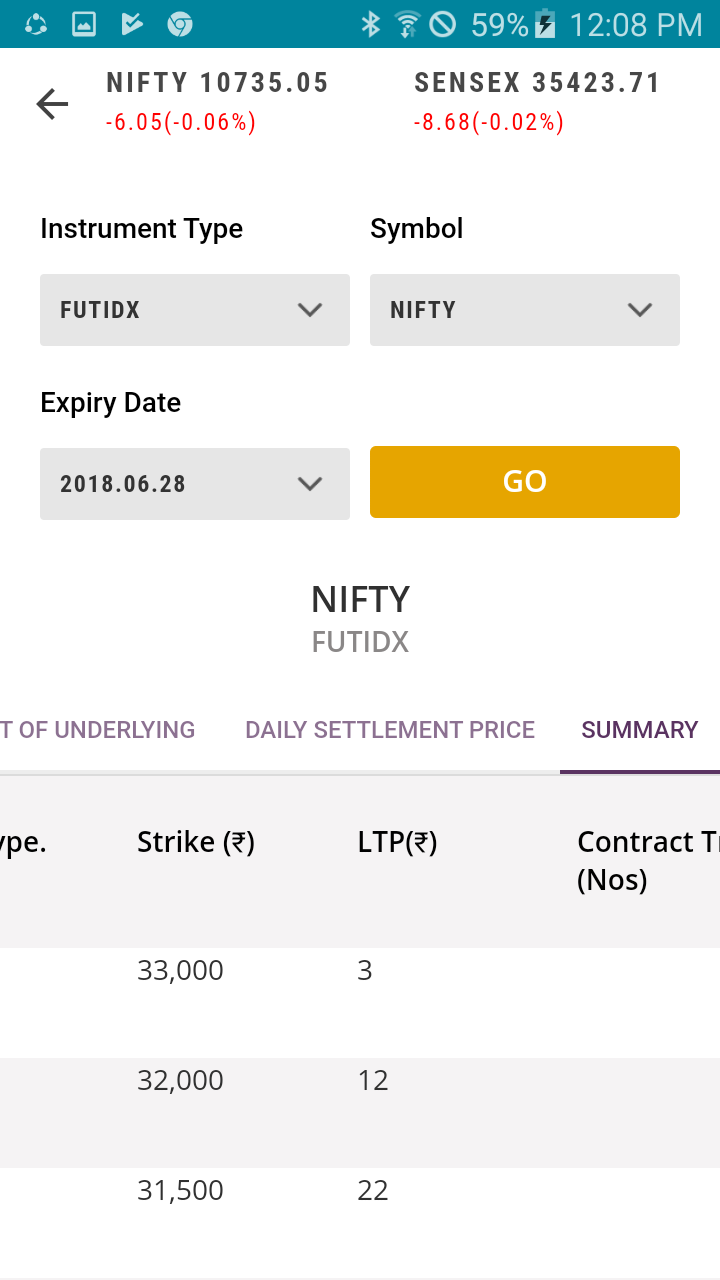 59% 12:08 PM
NIFTY 10735.05
-6.05(-0.06%)
SENSEX 35423.71
-8.68(-0.02%)
Instrument Type
Symbol
FUTIDX
NIFTY
Expiry Date
2018.06.28
GO
NIFTY
FUTIDX
T OF UNDERLYING DAILY SETTLEMENT PRICE SUMMARY
ype. Strike (₹) LTP(₹) Contract Tr
(Nos)
33,000 3
32,000 12
31,500 22